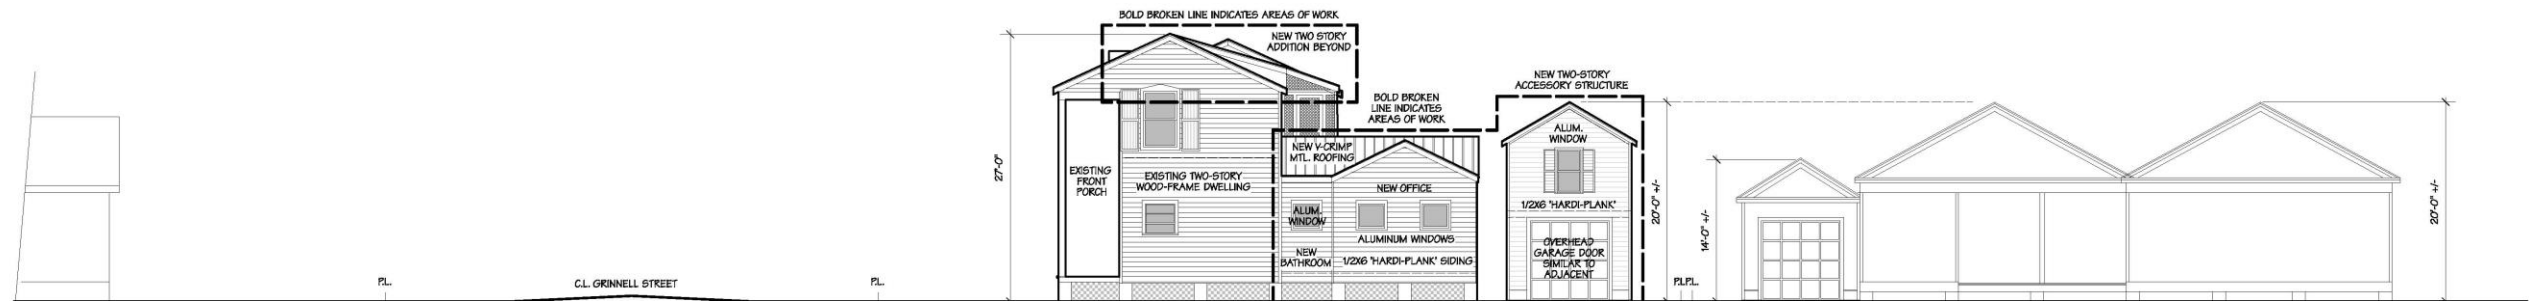 BOLD BROKEN LINE INDICATES AREAS OF WORK
NEW TWO STORY
ADDITION BEYOND
27'-0"
EXISTING
FRONT
PORCH
EXISTING TWO-STORY
WOOD-FRAME DWELLING
BOLD BROKEN
LINE INDICATES
AREAS OF WORK
NEW V-CRIMP
MTL. ROOFING
NEW OFFICE
ALUM.
WINDOW
ALUMINUM WINDOWS
NEW
BATHROOM
1/2X6 "HARDI-PLANK" SIDING
NEW TWO-STORY
ACCESSORY STRUCTURE
ALUM.
WINDOW
1/2X6 "HARDI-PLANK"
OVERHEAD
GARAGE DOOR
SIMILAR TO
ADJACENT
20'-0" +/-
14'-0" +/-
20'-0" +/-
P.L.
C.L. GRINNELL STREET
P.L.
P.L.
P.L.